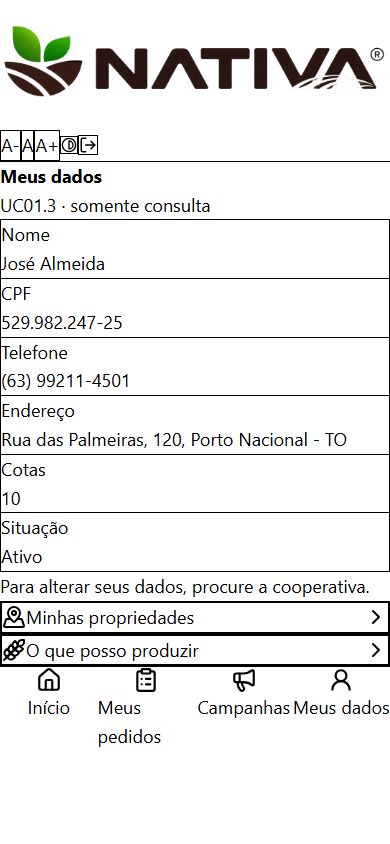 NATIVA®
A- A A+
Meus dados
UC01.3 · somente consulta
Nome
José Almeida
CPF
529.982.247-25
Telefone
(63) 99211-4501
Endereço
Rua das Palmeiras, 120, Porto Nacional - TO
Cotas
10
Situação
Ativo
Para alterar seus dados, procure a cooperativa.
Minhas propriedades
O que posso produzir
Início
Meus
pedidos
Campanhas
Meus dados